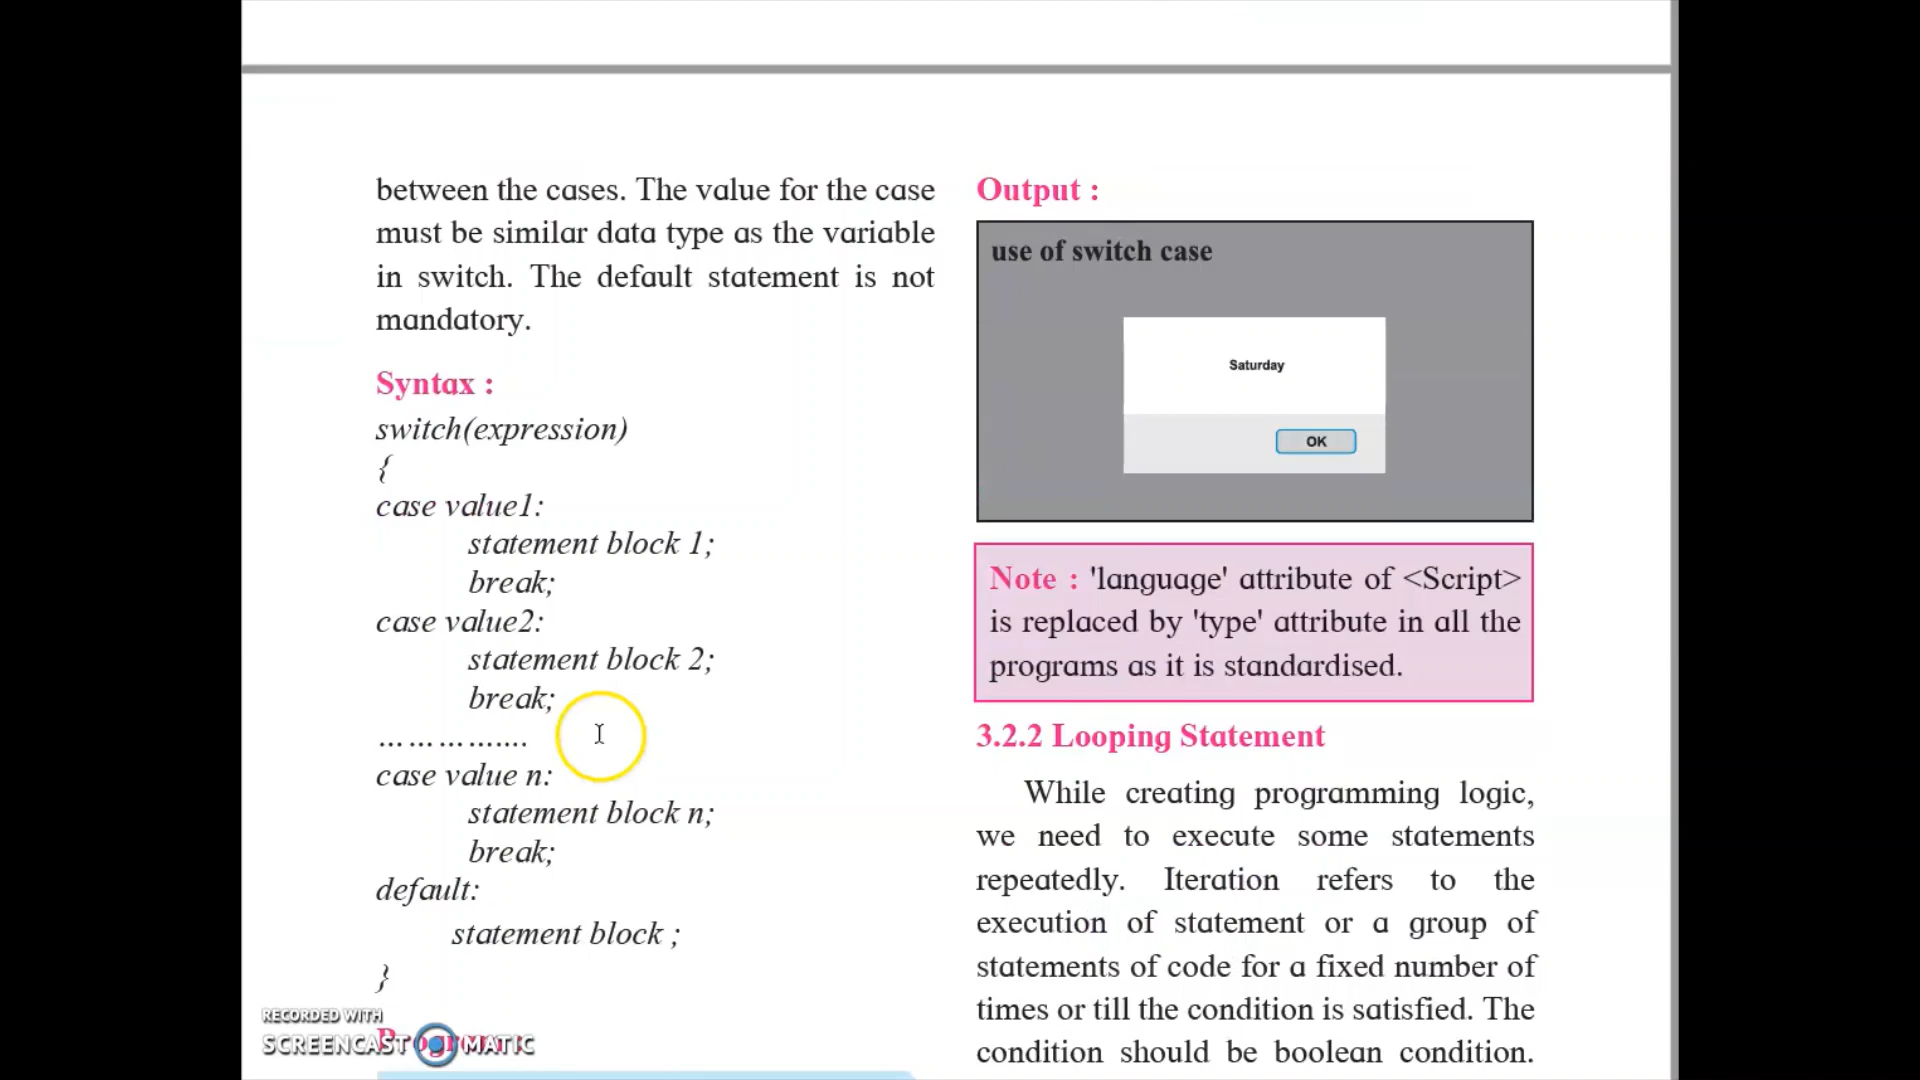 between the cases. The value for the case
must be similar data type as the variable
in switch. The default statement is not
mandatory.
Syntax :
switch(expression)
{
case value1:
statement block 1;
break;
case value2:
statement block 2;
break;
…………....
case value n:
statement block n;
break;
default:
statement block ;
}
RECORDED WITH
SCREENCAST MATIC
Output :
use of switch case
Saturday
OK
Note : 'language' attribute of <Script>
is replaced by 'type' attribute in all the
programs as it is standardised.
3.2.2 Looping Statement
While creating programming logic,
we need to execute some statements
repeatedly. Iteration refers to the
execution of statement or a group of
statements of code for a fixed number of
times or till the condition is satisfied. The
condition should be boolean condition.